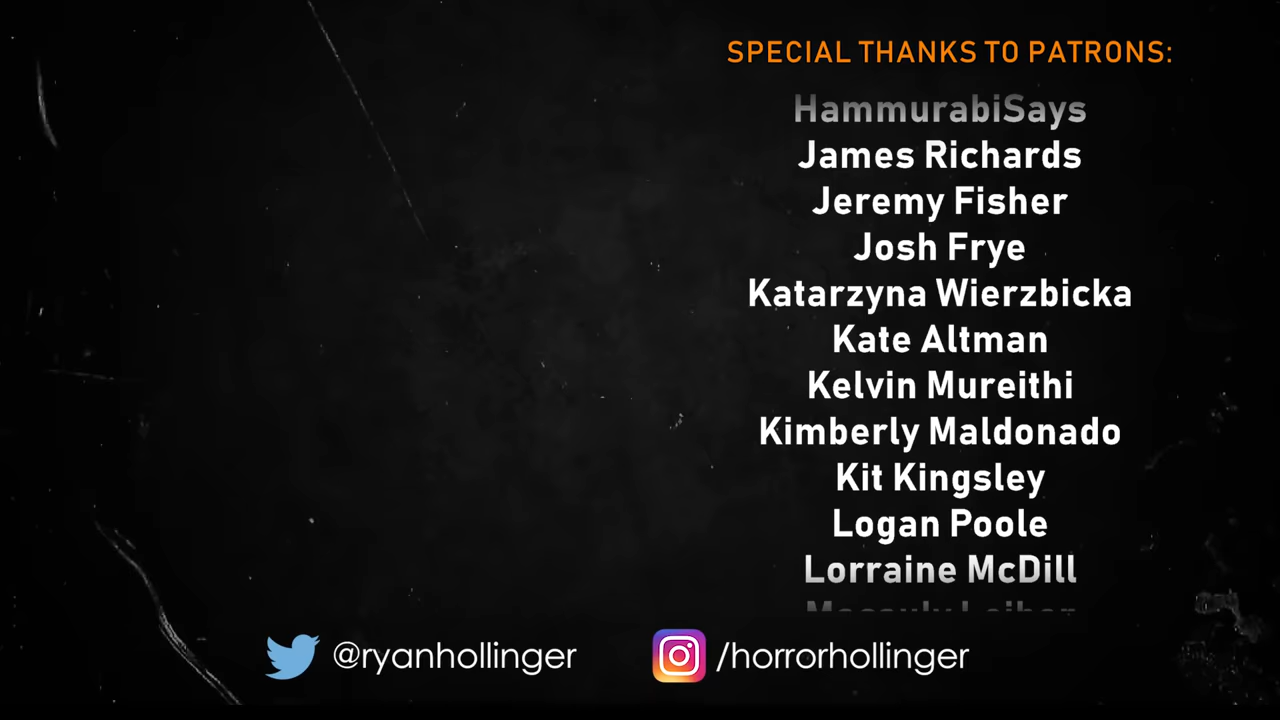 SPECIAL THANKS TO PATRONS:
HammurabiSays
James Richards
Jeremy Fisher
Josh Frye
Katarzyna Wierzbicka
Kate Altman
Kelvin Mureithi
Kimberly Maldonado
Kit Kingsley
Logan Poole
Lorraine McDill
@ryanhollinger
/horrorhollinger